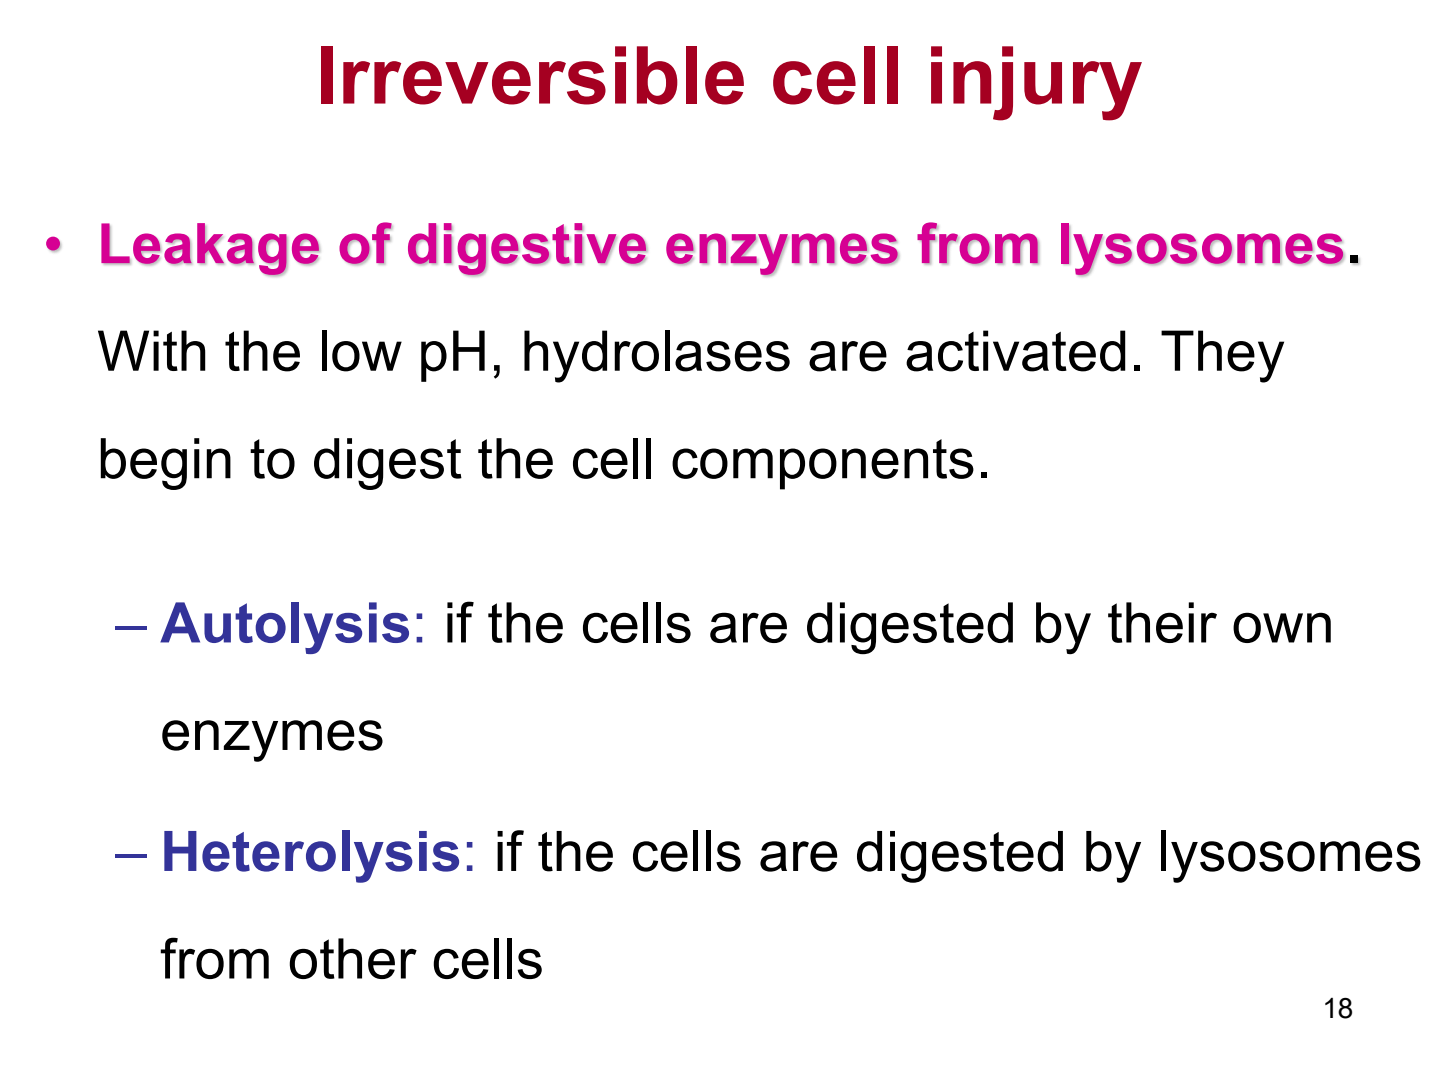 Irreversible cell injury
• Leakage of digestive enzymes from lysosomes.
With the low pH, hydrolases are activated. They
begin to digest the cell components.
– Autolysis: if the cells are digested by their own
enzymes
– Heterolysis: if the cells are digested by lysosomes
from other cells
18